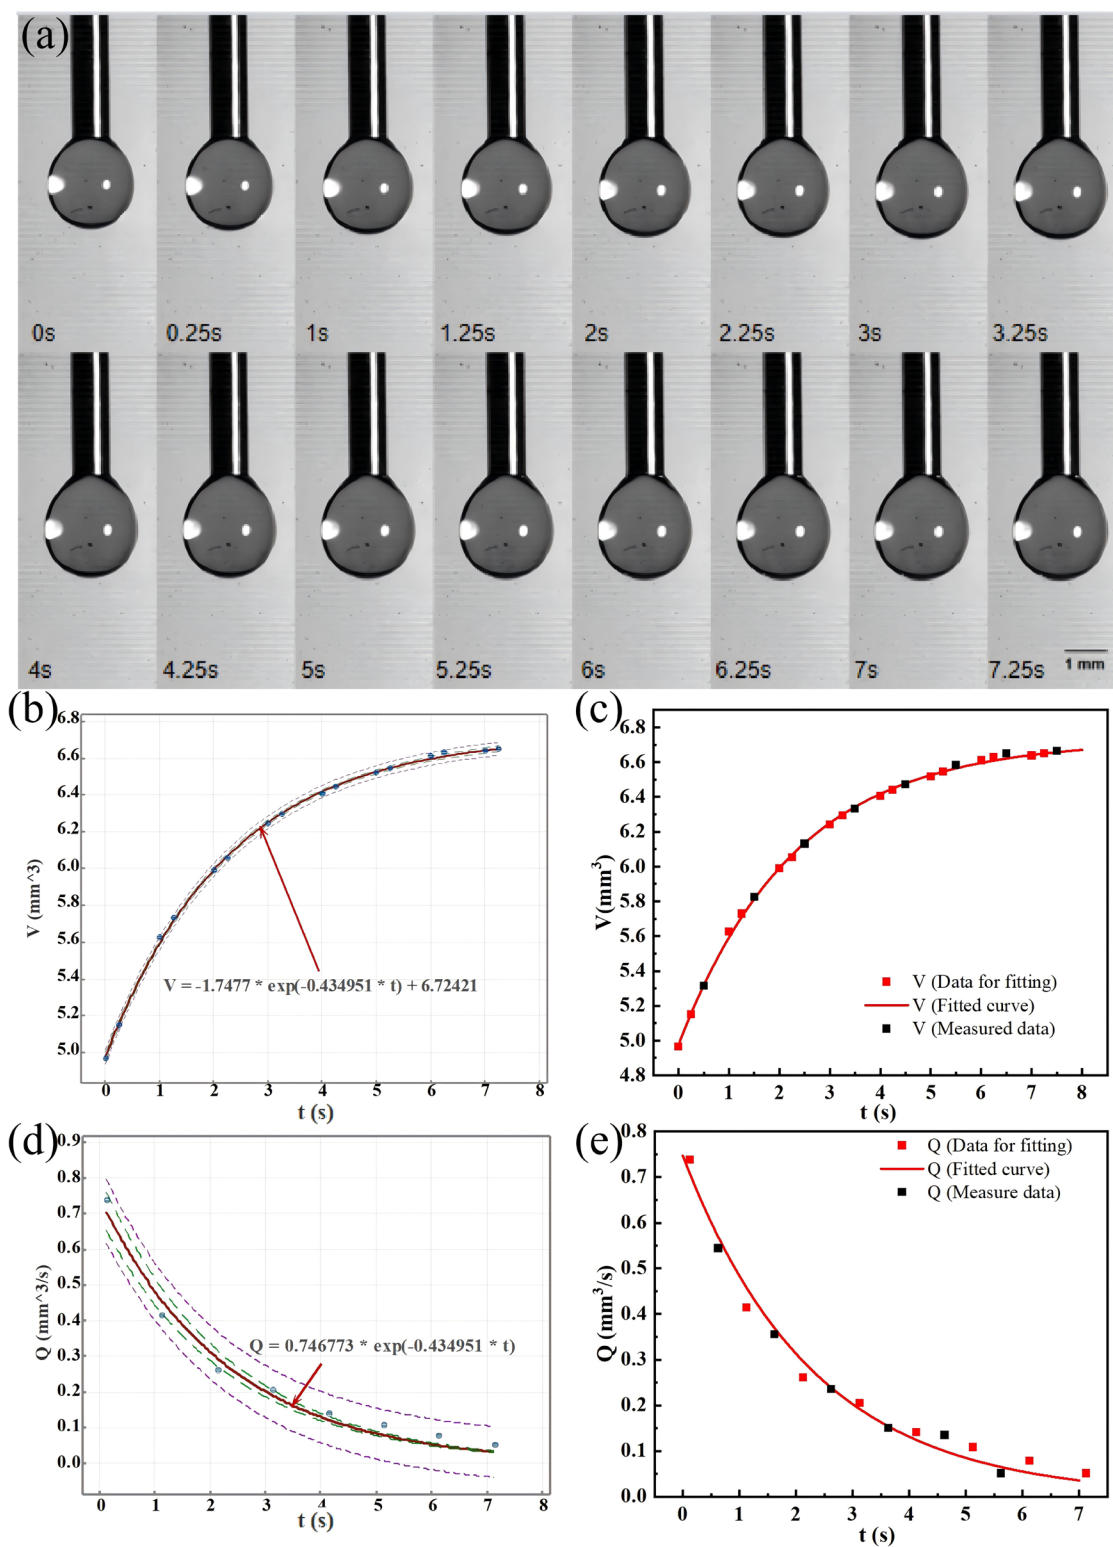 (a)
0s 0.25s 1s 1.25s 2s 2.25s 3s 3.25s
4s 4.25s 5s 5.25s 6s 6.25s 7s 7.25s
1 mm
(b)
6.8
6.6
6.4
6.2
6.0
5.8
5.6
5.4
5.2
5.0
V (mm^3)
V = -1.7477 * exp(-0.434951 * t) + 6.72421
0 1 2 3 4 5 6 7 8
t (s)
(c)
6.8
6.6
6.4
6.2
6.0
5.8
5.6
5.4
5.2
5.0
4.8
V(mm³)
V (Data for fitting)
V (Fitted curve)
V (Measured data)
0 1 2 3 4 5 6 7 8
t (s)
(d)
0.9
0.8
0.7
0.6
0.5
0.4
0.3
0.2
0.1
0.0
Q (mm^3/s)
Q = 0.746773 * exp(-0.434951 * t)
0 1 2 3 4 5 6 7 8
t (s)
(e)
0.8
0.7
0.6
0.5
0.4
0.3
0.2
0.1
0.0
Q (mm³/s)
Q (Data for fitting)
Q (Fitted curve)
Q (Measure data)
0 1 2 3 4 5 6 7
t (s)